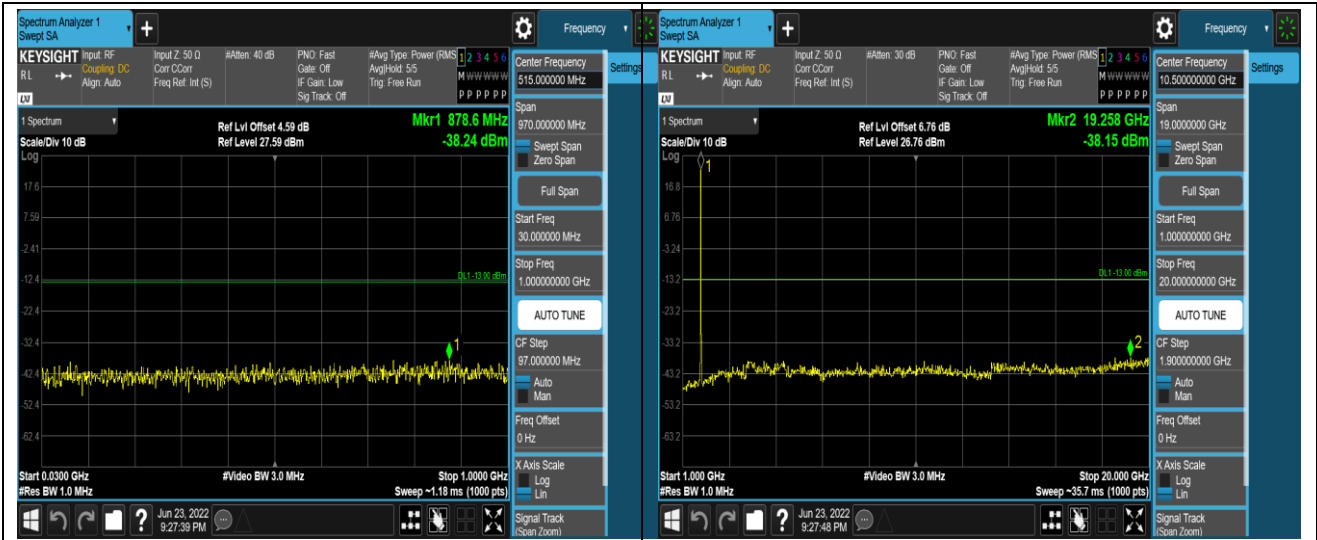 Spectrum Analyzer 1
Swept SA
Frequency
KEYSIGHT
Input: RF
Coupling: DC
Align: Auto
Input Z: 50 Ω
Corr CCorr
Freq Ref: Int (S)
#Atten: 40 dB
PNO: Fast
Gate: Off
IF Gain: Low
Sig Track: Off
#Avg Type: Power (RMS
Avg|Hold: 5/5
Trig: Free Run
1 2 3 4 5 6
M W W W W W
P P P P P P
RL
LXI
Center Frequency
515.000000 MHz
Settings
Span
970.000000 MHz
Swept Span
Zero Span
Full Span
Start Freq
30.000000 MHz
Stop Freq
1.000000000 GHz
AUTO TUNE
CF Step
97.000000 MHz
Auto
Man
Freq Offset
0 Hz
X Axis Scale
Log
Lin
Signal Track
(Span Zoom)
1 Spectrum
Scale/Div 10 dB
Log
Ref Lvl Offset 4.59 dB
Ref Level 27.59 dBm
Mkr1 878.6 MHz
-38.24 dBm
17.6
7.59
-2.41
-12.4
-22.4
-32.4
-42.4
-52.4
-62.4
DL1 -13.00 dBm
1
Start 0.0300 GHz
#Res BW 1.0 MHz
#Video BW 3.0 MHz
Stop 1.0000 GHz
Sweep ~1.18 ms (1000 pts)
?
Jun 23, 2022
9:27:39 PM
Spectrum Analyzer 1
Swept SA
Frequency
KEYSIGHT
Input: RF
Coupling: DC
Align: Auto
Input Z: 50 Ω
Corr CCorr
Freq Ref: Int (S)
#Atten: 30 dB
PNO: Fast
Gate: Off
IF Gain: Low
Sig Track: Off
#Avg Type: Power (RMS
Avg|Hold: 5/5
Trig: Free Run
1 2 3 4 5 6
M W W W W W
P P P P P P
RL
LXI
Center Frequency
10.500000000 GHz
Settings
Span
19.0000000 GHz
Swept Span
Zero Span
Full Span
Start Freq
1.000000000 GHz
Stop Freq
20.000000000 GHz
AUTO TUNE
CF Step
1.900000000 GHz
Auto
Man
Freq Offset
0 Hz
X Axis Scale
Log
Lin
Signal Track
(Span Zoom)
1 Spectrum
Scale/Div 10 dB
Log
Ref Lvl Offset 6.76 dB
Ref Level 26.76 dBm
Mkr2 19.258 GHz
-38.15 dBm
16.8
6.76
-3.24
-13.2
-23.2
-33.2
-43.2
-53.2
-63.2
DL1 -13.00 dBm
1
2
Start 1.000 GHz
#Res BW 1.0 MHz
#Video BW 3.0 MHz
Stop 20.000 GHz
Sweep ~35.7 ms (1000 pts)
?
Jun 23, 2022
9:27:48 PM